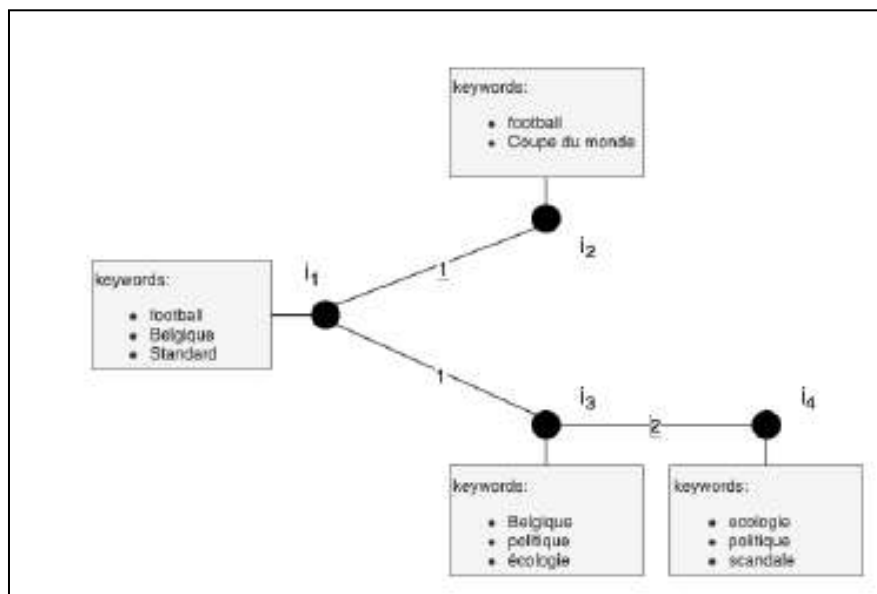 keywords:
• football
• Coupe du monde
i2
1
i1
keywords:
• football
• Belgique
• Standard
1
i3
2
i4
keywords:
• Belgique
• politique
• écologie
keywords:
• ecologie
• politique
• scandale